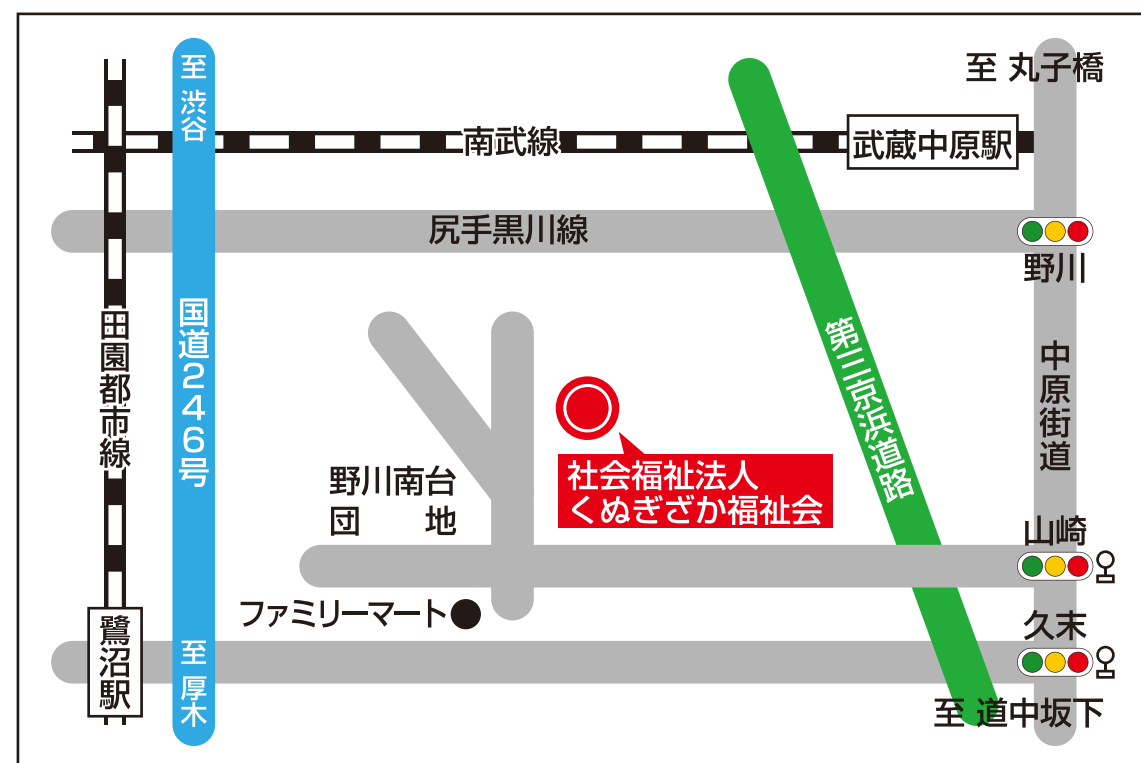 至 渋谷
至 丸子橋
南武線
武蔵中原駅
尻手黒川線
野川
田園都市線
国道246号
第三京浜道路
中原街道
社会福祉法人
くぬぎざか福祉会
野川南台
団 地
山崎
ファミリーマート
久末
鷺沼駅
至 厚木
至 道中坂下